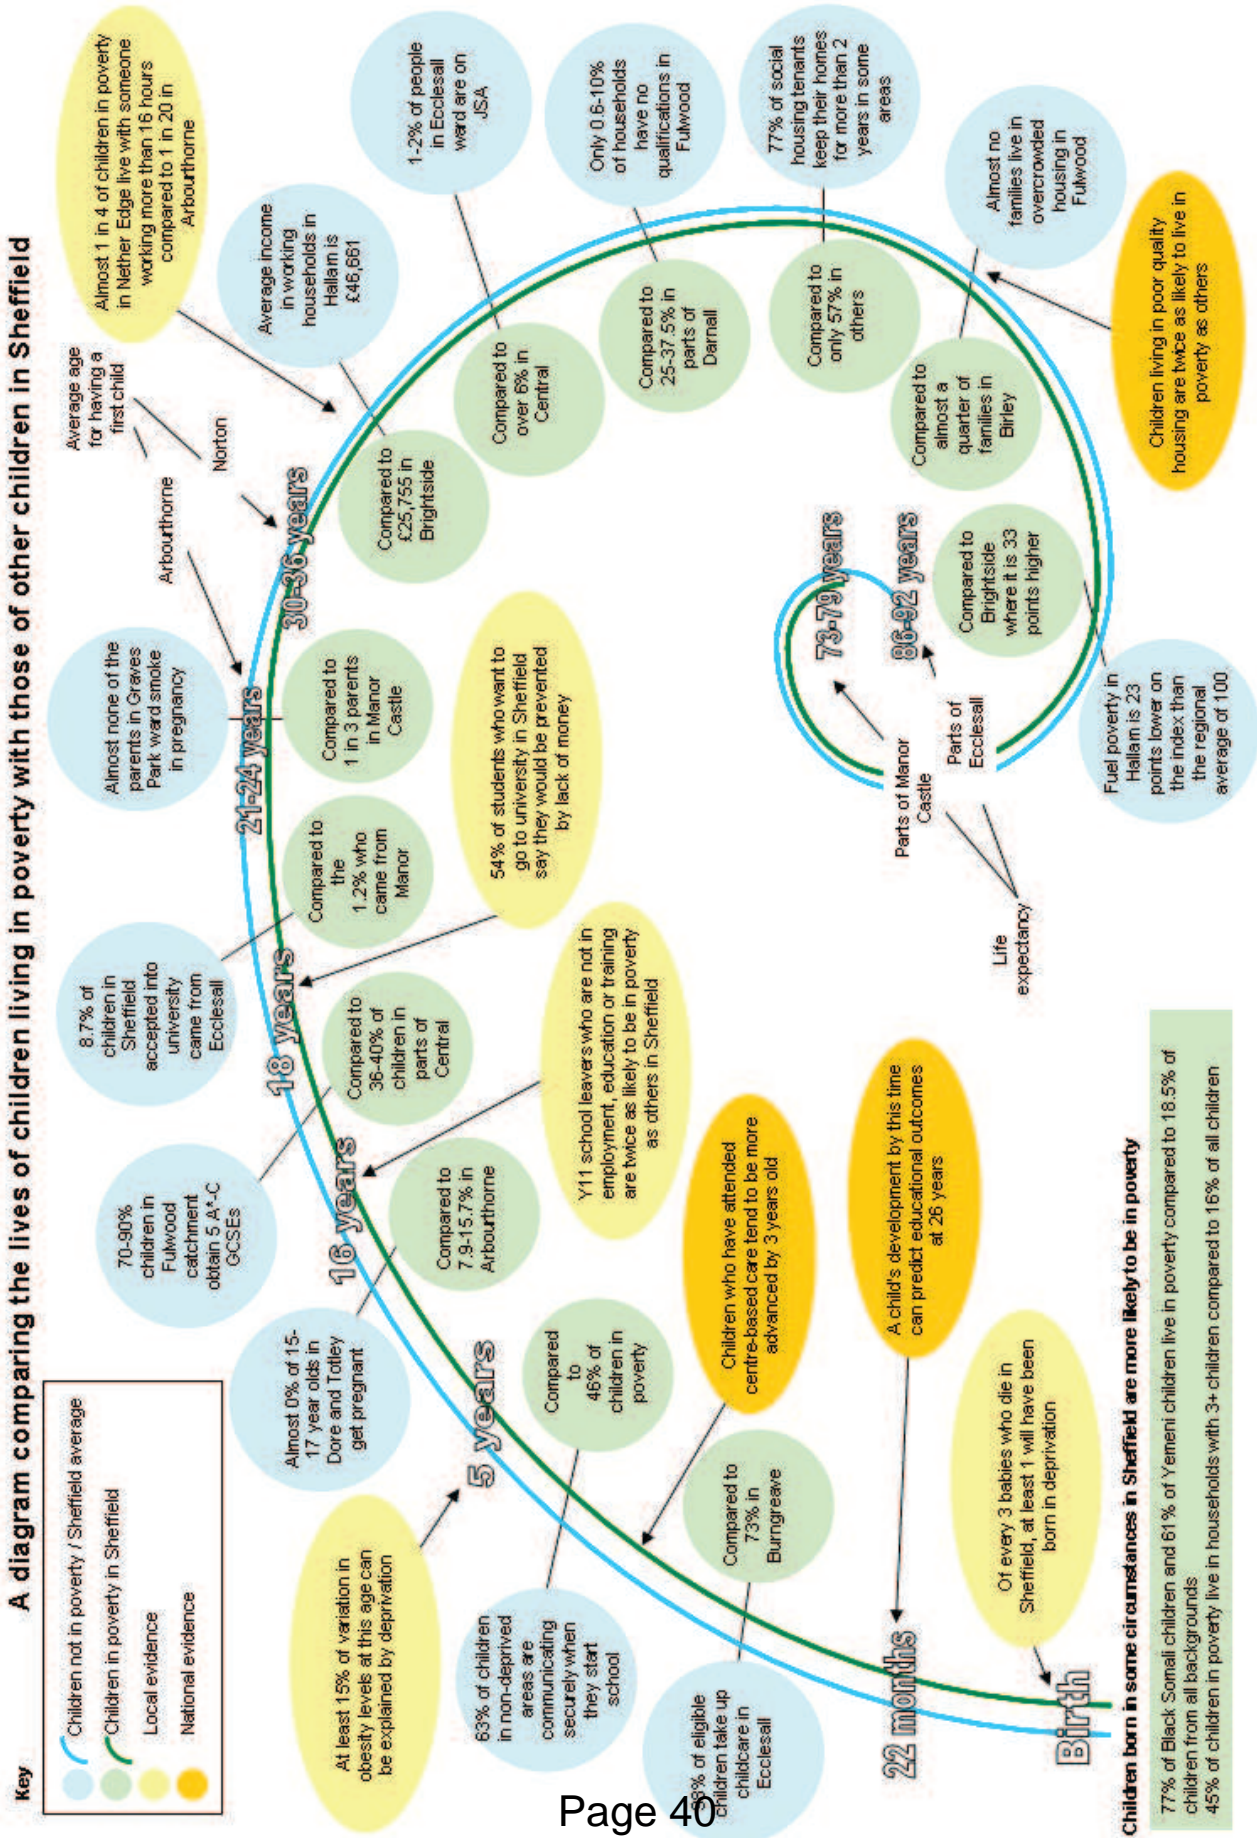 A diagram comparing the lives of children living in poverty with those of other children in Sheffield
Key
Children not in poverty / Sheffield average
Children in poverty in Sheffield
Local evidence
National evidence
Almost 1 in 4 of children in poverty
in Nether Edge live with someone
working more than 16 hours
compared to 1 in 20 in
Arbourthorne
Average age
for having a
first child
Arbourthorne
Norton
Average income
in working
households in
Hallam is
£46,661
Compared to
£25,755 in
Brightside
1-2% of people
in Ecclesall
ward are on
JSA
Compared to
over 6% in
Central
Only 0.6-10%
of households
have no
qualifications in
Fulwood
Compared to
25-37.5% in
parts of
Darnall
77% of social
housing tenants
keep their homes
for more than 2
years in some
areas
Compared to
only 57% in
others
Almost no
families live in
overcrowded
housing in
Fulwood
Compared to
almost a
quarter of
families in
Birley
Children living in poor quality
housing are twice as likely to live in
poverty as others
Fuel poverty in
Hallam is 23
points lower on
the index than
the regional
average of 100
Compared to
Brightside
where it is 33
points higher
73-79 years
86-92 years
Parts of Manor
Castle
Parts of
Ecclesall
Life
expectancy
30-36 years
21-24 years
Almost none of the
parents in Graves
Park ward smoke
in pregnancy
Compared to
1 in 3 parents
in Manor
Castle
8.7% of
children in
Sheffield
accepted into
university
came from
Ecclesall
Compared to
the
1.2% who
came from
Manor
54% of students who want to
go to university in Sheffield
say they would be prevented
by lack of money
18 years
70-90%
children in
Fulwood
catchment
obtain 5 A*-C
GCSEs
Compared to
36-40% of
children in
parts of
Central
Y11 school leavers who are not in
employment, education or training
are twice as likely to be in poverty
as others in Sheffield
16 years
Almost 0% of 15-
17 year olds in
Dore and Totley
get pregnant
Compared to
7.9-15.7% in
Arbourthorne
5 years
At least 15% of variation in
obesity levels at this age can
be explained by deprivation
63% of children
in non-deprived
areas are
communicating
securely when
they start
school
Compared
to
46% of
children in
poverty
Children who have attended
centre-based care tend to be more
advanced by 3 years old
of eligible
children take up
childcare in
Ecclesall
Compared to
73% in
Burngreave
22 months
A child's development by this time
can predict educational outcomes
at 26 years
Birth
Of every 3 babies who die in
Sheffield, at least 1 will have been
born in deprivation
Children born in some circumstances in Sheffield are more likely to be in poverty
77% of Black Somali children and 61% of Yemeni children live in poverty compared to 18.5% of
children from all backgrounds
45% of children in poverty live in households with 3+ children compared to 16% of all children
Page 40